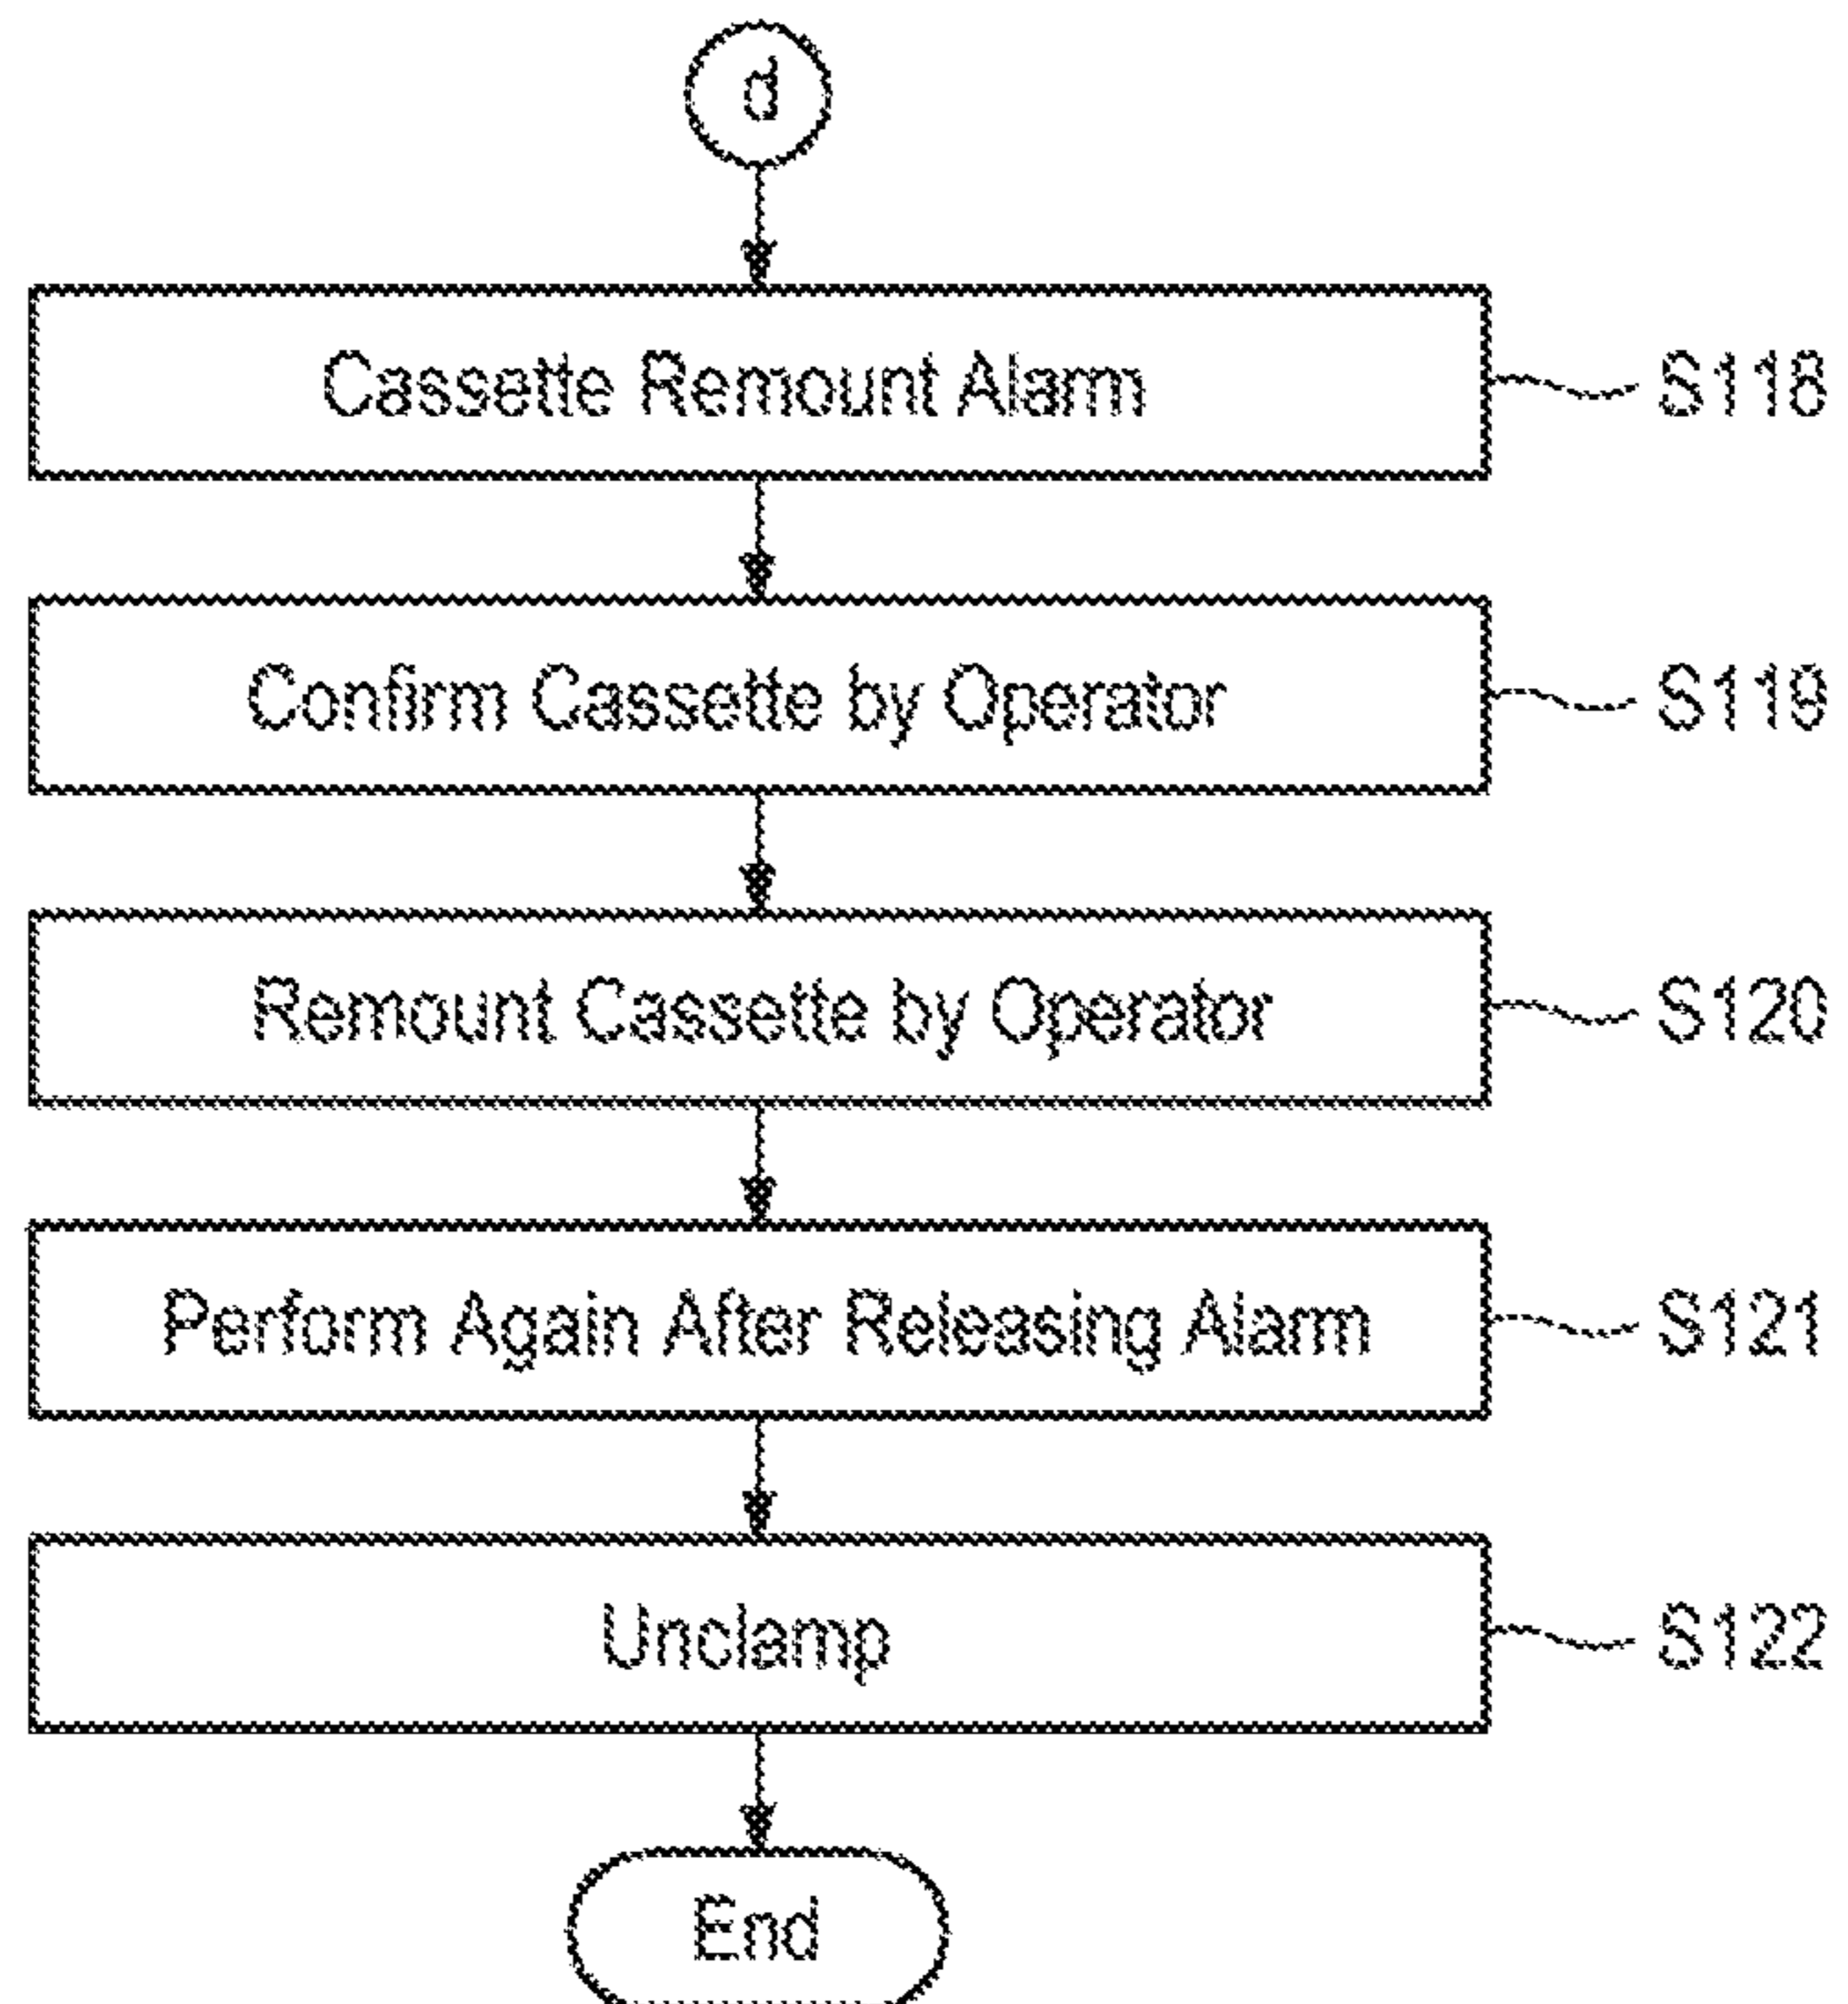 d
Cassette Remount Alarm
S118
Confirm Cassette by Operator
S119
Remount Cassette by Operator
S120
Perform Again After Releasing Alarm
S121
Unclamp
S122
End